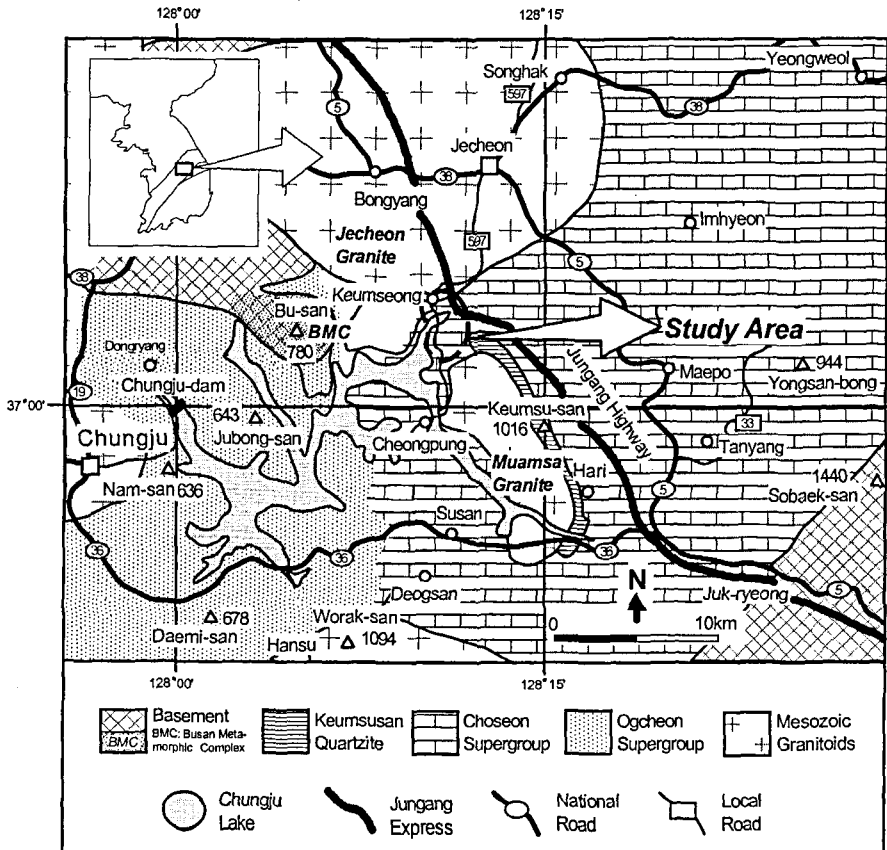 128°00'
128°15'
Yeongweol
Songhak
597
5
38
Jecheon
38
Bongyang
Imhyeon
Jecheon
Granite
597
5
38
Keumseong
Bu-san
BMC
780
Study Area
Dongryang
Chungju-dam
Maepo
944
Yongsan-bong
Jungang Highway
19
37°00'
643
Jubong-san
Keumsu-san
1016
33
Cheongpung
Tanyang
Chungju
Muamsa
Granite
Hari
1440
Sobaek-san
Nam-san 636
5
Susan
36
36
36
N
Deogsan
Juk-ryeong
5
678
Daemi-san
Worak-san
1094
Hansu
0 10km
128°00'
128°15'
Basement
BMC
BMC: Busan Meta-
morphic Complex
Keumsusan
Quartzite
Choseon
Supergroup
Ogcheon
Supergroup
Mesozoic
Granitoids
Chungju
Lake
Jungang
Express
National
Road
Local
Road